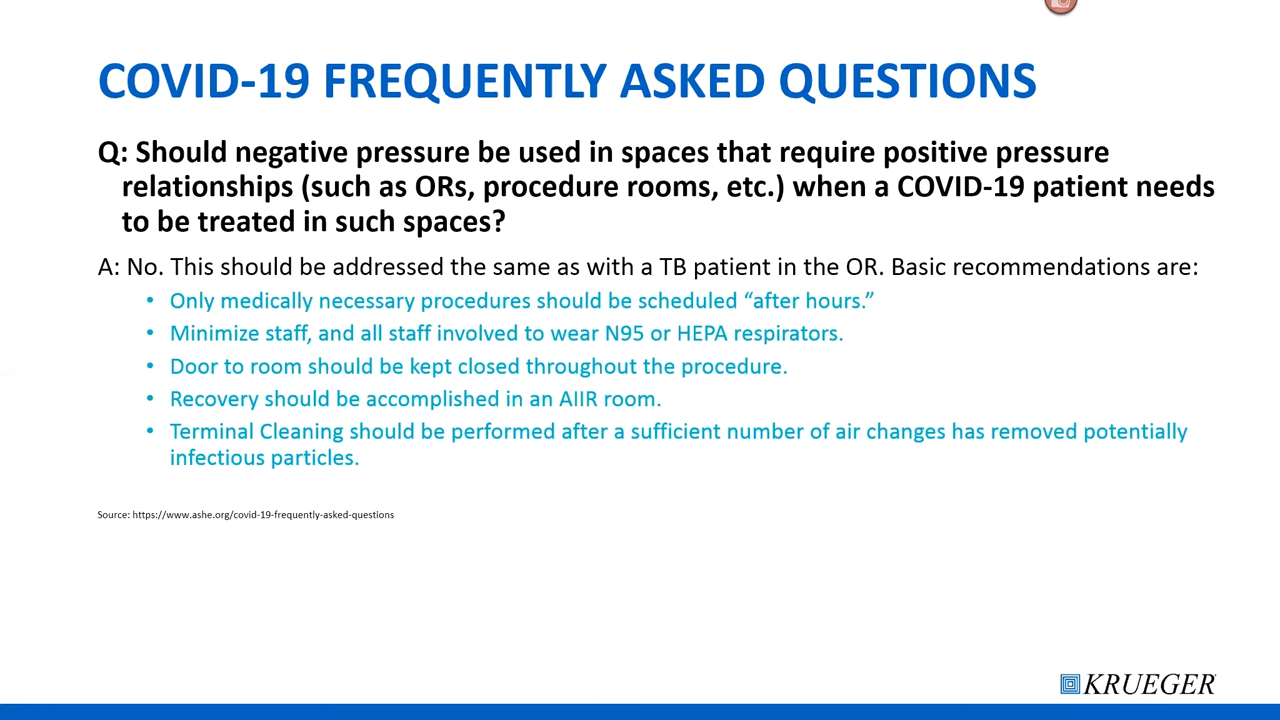 COVID-19 FREQUENTLY ASKED QUESTIONS
Q: Should negative pressure be used in spaces that require positive pressure
relationships (such as ORs, procedure rooms, etc.) when a COVID-19 patient needs
to be treated in such spaces?
A: No. This should be addressed the same as with a TB patient in the OR. Basic recommendations are:
• Only medically necessary procedures should be scheduled “after hours.”
• Minimize staff, and all staff involved to wear N95 or HEPA respirators.
• Door to room should be kept closed throughout the procedure.
• Recovery should be accomplished in an AIIR room.
• Terminal Cleaning should be performed after a sufficient number of air changes has removed potentially
infectious particles.
Source: https://www.ashe.org/covid-19-frequently-asked-questions
KRUEGER